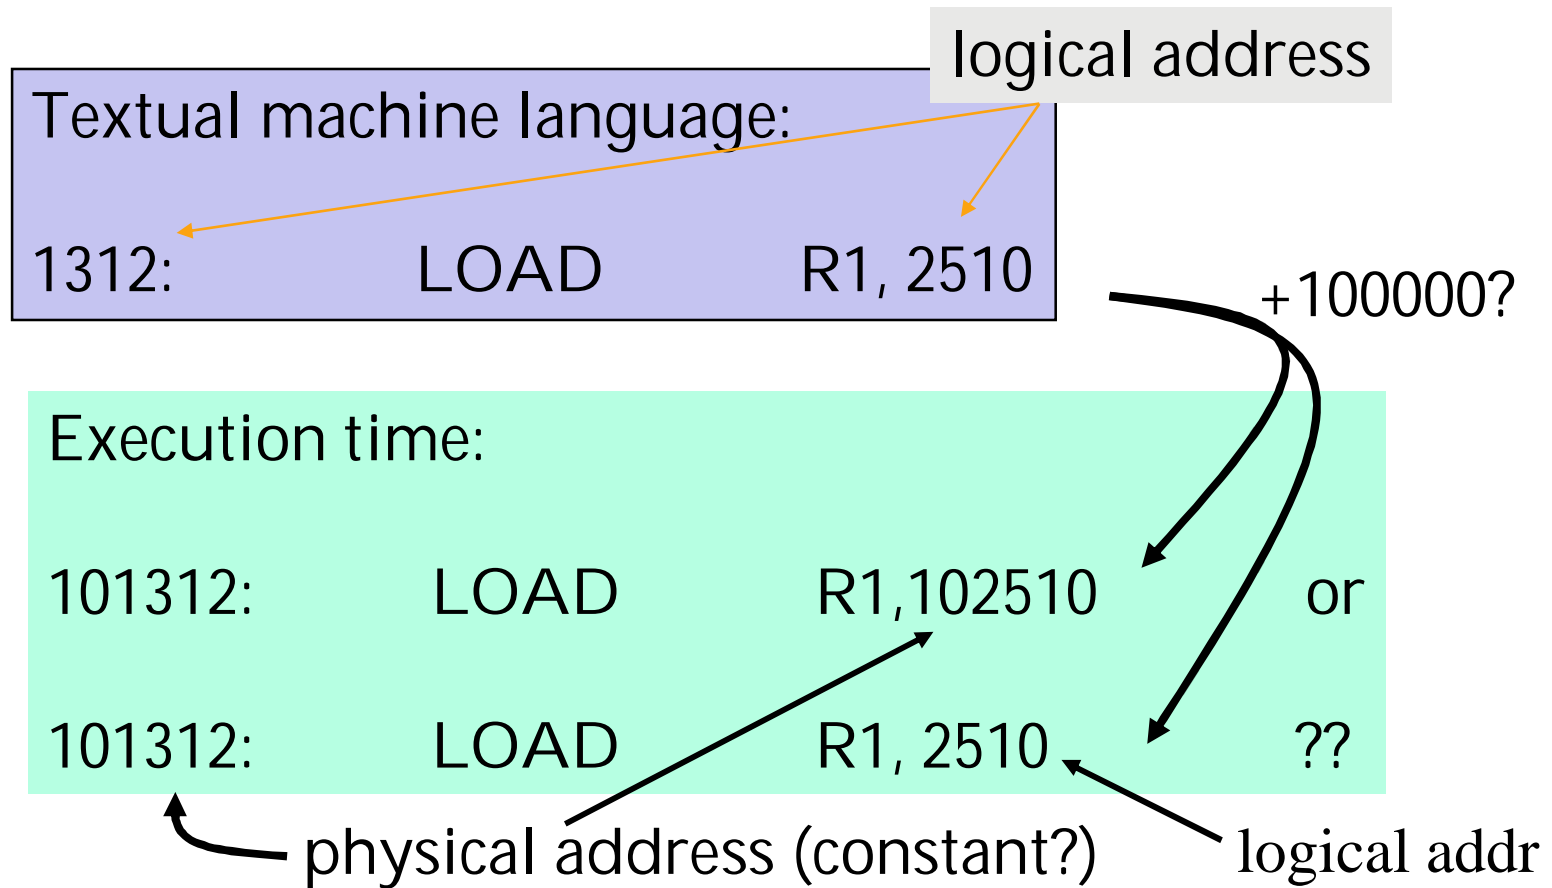 logical address
Textual machine language:
1312: LOAD R1, 2510
+100000?
Execution time:
101312: LOAD R1,102510 or
101312: LOAD R1, 2510 ??
physical address (constant?) logical addr